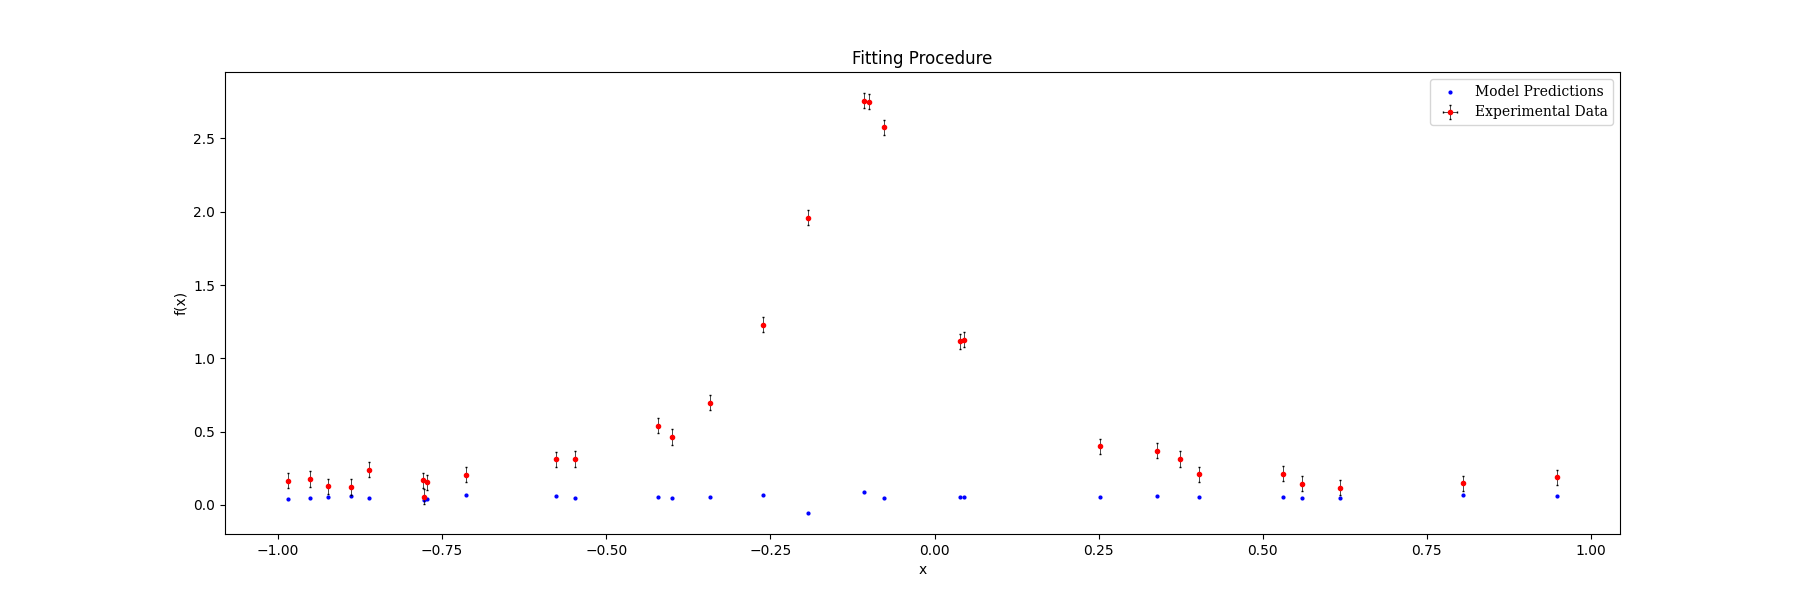 Fitting Procedure
Model Predictions
Experimental Data
2.5
2.0
1.5
1.0
0.5
0.0
f(x)
−1.00 −0.75 −0.50 −0.25 0.00 0.25 0.50 0.75 1.00
x